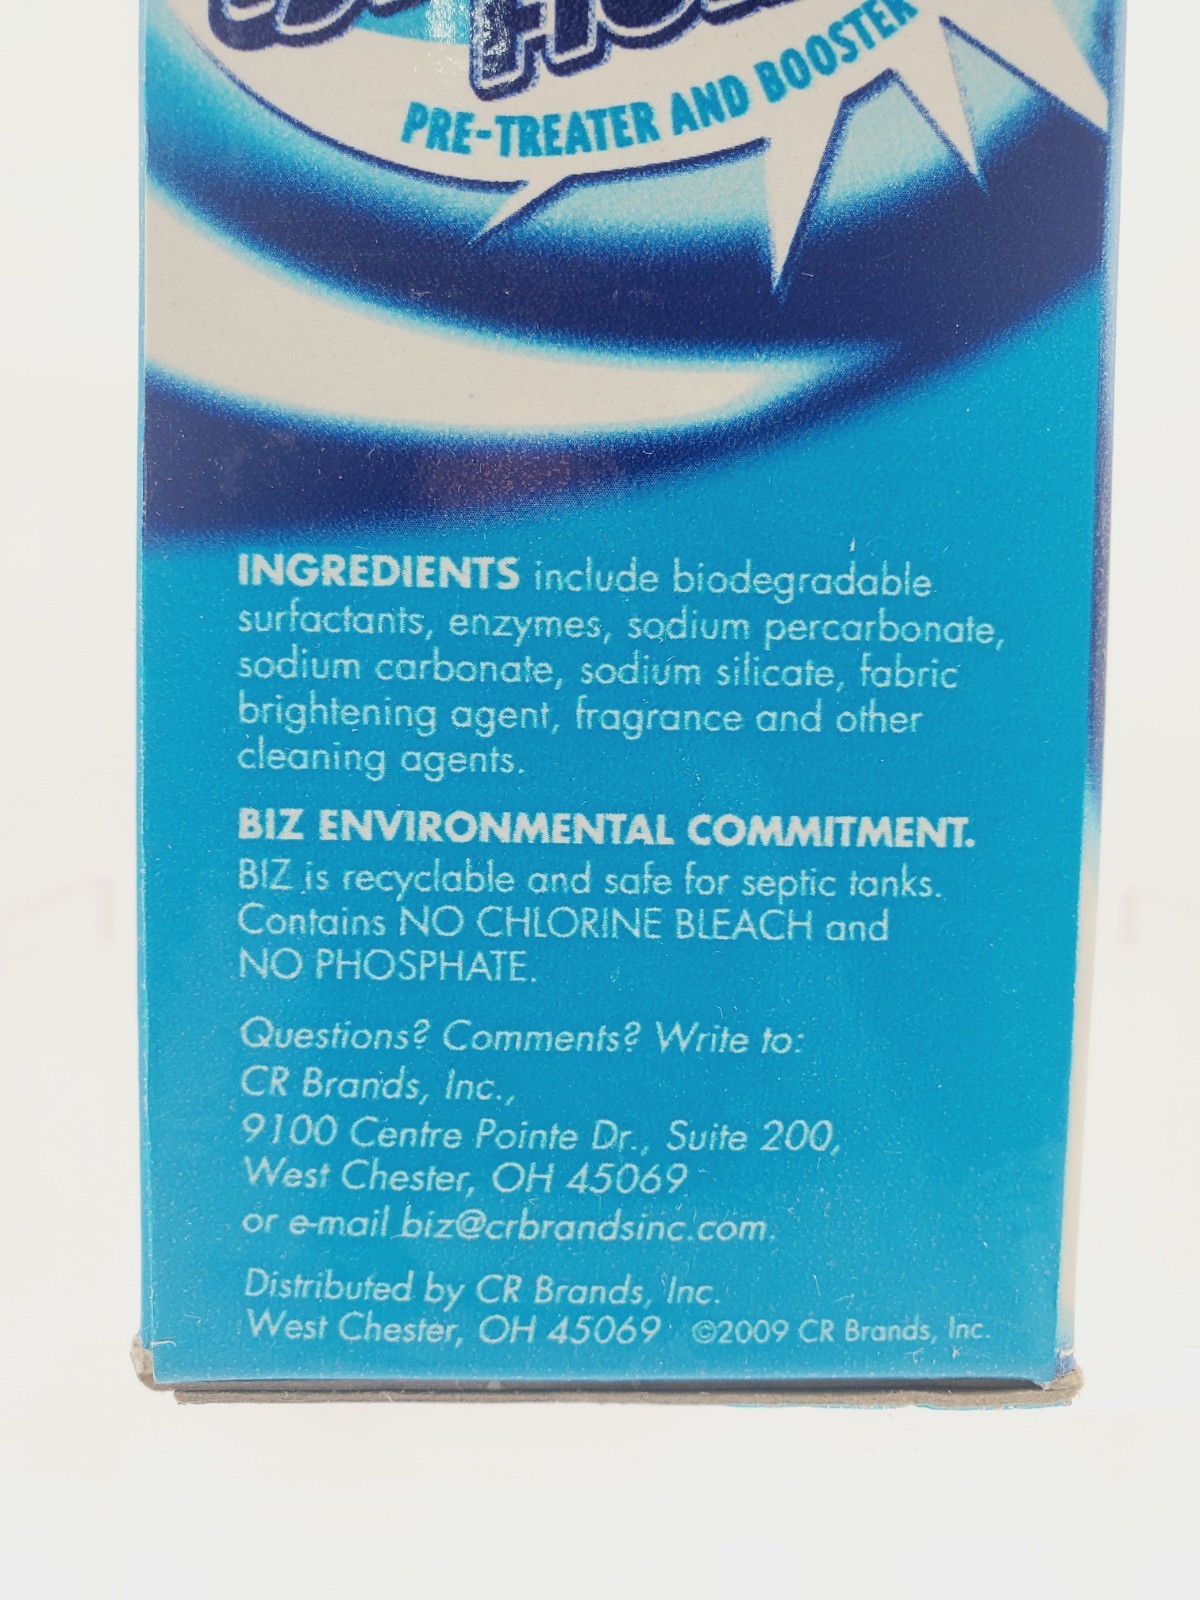 PRE-TREATER AND BOOSTER
INGREDIENTS include biodegradable
surfactants, enzymes, sodium percarbonate,
sodium carbonate, sodium silicate, fabric
brightening agent, fragrance and other
cleaning agents.
BIZ ENVIRONMENTAL COMMITMENT.
BIZ is recyclable and safe for septic tanks.
Contains NO CHLORINE BLEACH and
NO PHOSPHATE.
Questions? Comments? Write to:
CR Brands, Inc.,
9100 Centre Pointe Dr., Suite 200,
West Chester, OH 45069
or e-mail biz@crbrandsinc.com.
Distributed by CR Brands, Inc.
West Chester, OH 45069 ©2009 CR Brands, Inc.